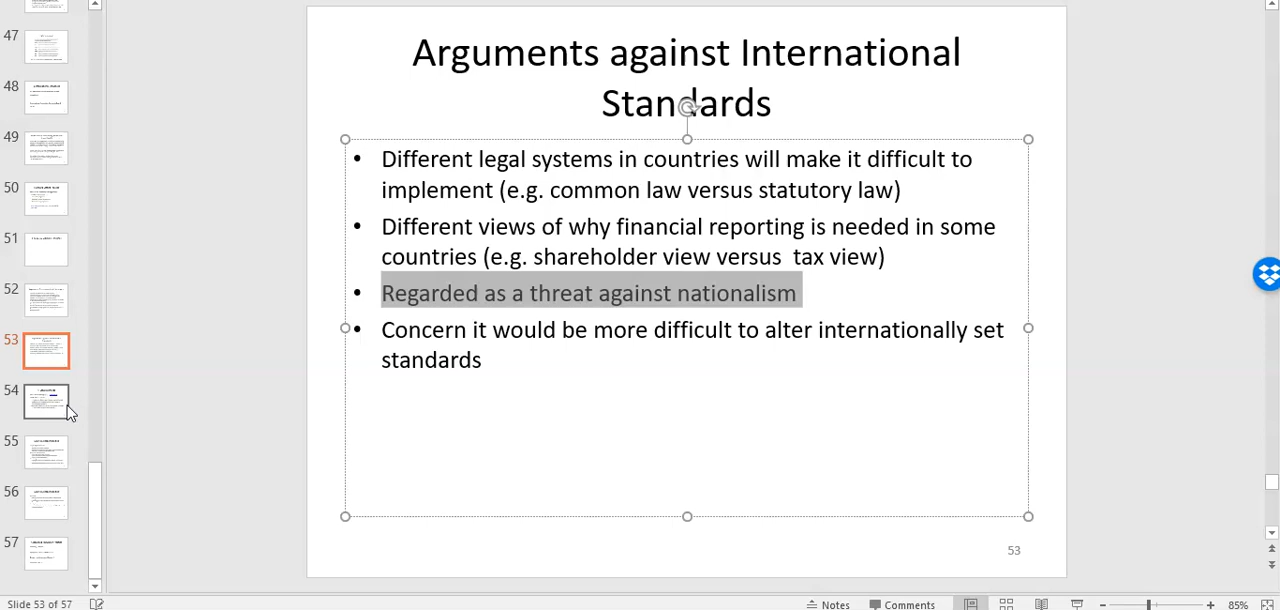 Arguments against International
Standards
• Different legal systems in countries will make it difficult to
implement (e.g. common law versus statutory law)
• Different views of why financial reporting is needed in some
countries (e.g. shareholder view versus  tax view)
• Regarded as a threat against nationalism
• Concern it would be more difficult to alter internationally set
standards
53
47
48
49
50
51
52
53
54
55
56
57
Slide 53 of 57
Notes
Comments
85%